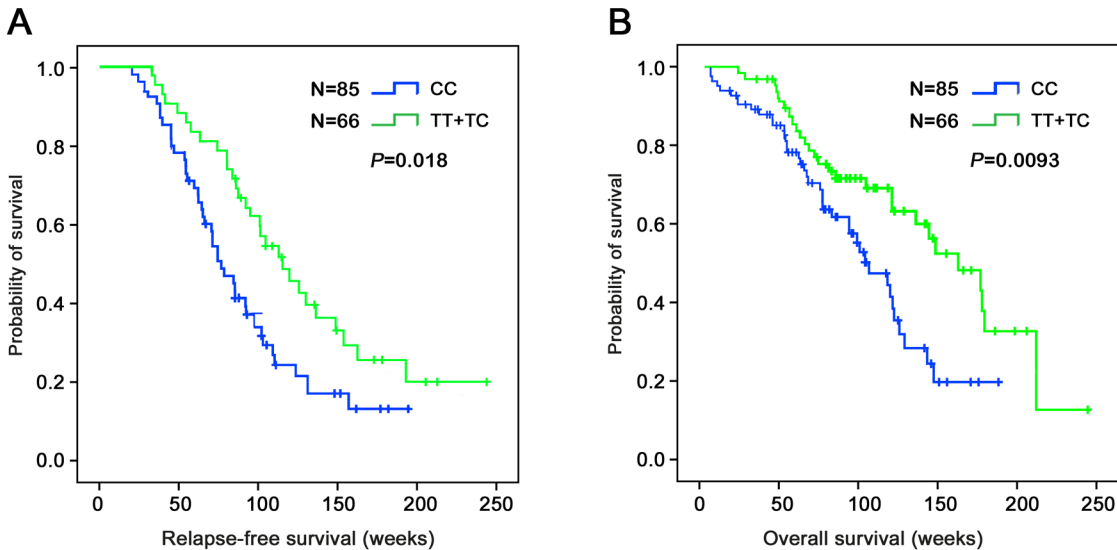 A
Probability of survival
1.0
0.8
0.6
0.4
0.2
0.0
N=85 CC
N=66 TT+TC
P=0.018
0 50 100 150 200 250
Relapse-free survival (weeks)
B
Probability of survival
1.0
0.8
0.6
0.4
0.2
0.0
N=85 CC
N=66 TT+TC
P=0.0093
0 50 100 150 200 250
Overall survival (weeks)